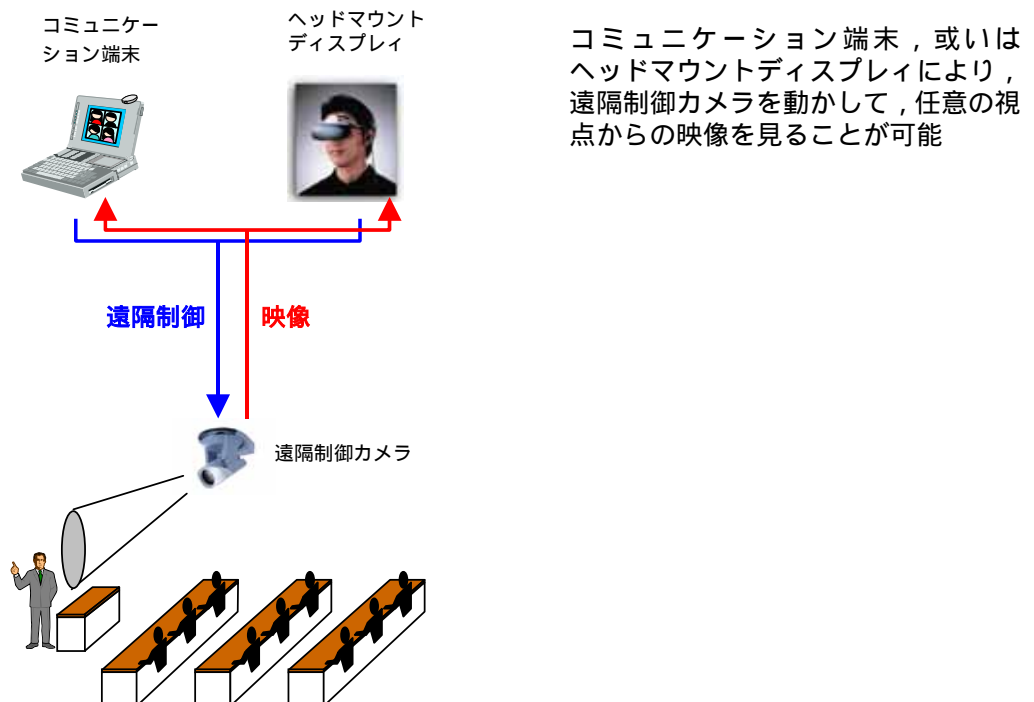 コミュニケー
ション端末
ヘッドマウント
ディスプレィ
コミュニケーション端末，或いは
ヘッドマウントディスプレィにより，
遠隔制御カメラを動かして，任意の視
点からの映像を見ることが可能
遠隔制御
映像
遠隔制御カメラ